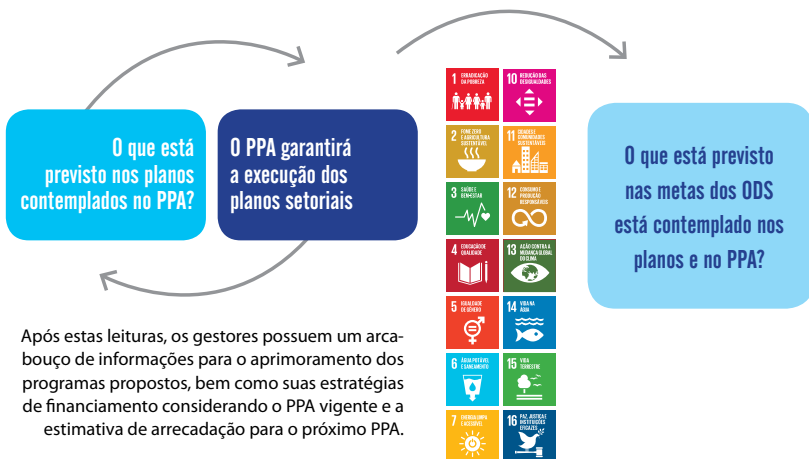 O que está
previsto nos planos
contemplados no PPA?
O PPA garantirá
a execução dos
planos setoriais
1 ERRADICAÇÃO
DA POBREZA
10 REDUÇÃO DAS
DESIGUALDADES
2 FOME ZERO
E AGRICULTURA
SUSTENTÁVEL
11 CIDADES E
COMUNIDADES
SUSTENTÁVEIS
3 SAÚDE E
BEM-ESTAR
12 CONSUMO E
PRODUÇÃO
RESPONSÁVEIS
4 EDUCAÇÃO DE
QUALIDADE
13 AÇÃO CONTRA A
MUDANÇA GLOBAL
DO CLIMA
5 IGUALDADE
DE GÊNERO
14 VIDA NA
ÁGUA
6 ÁGUA POTÁVEL
E SANEAMENTO
15 VIDA
TERRESTRE
7 ENERGIA LIMPA
E ACESSÍVEL
16 PAZ, JUSTIÇA E
INSTITUIÇÕES
EFICAZES
O que está previsto
nas metas dos ODS
está contemplado nos
planos e no PPA?
Após estas leituras, os gestores possuem um arca-
bouço de informações para o aprimoramento dos
programas propostos, bem como suas estratégias
de financiamento considerando o PPA vigente e a
estimativa de arrecadação para o próximo PPA.